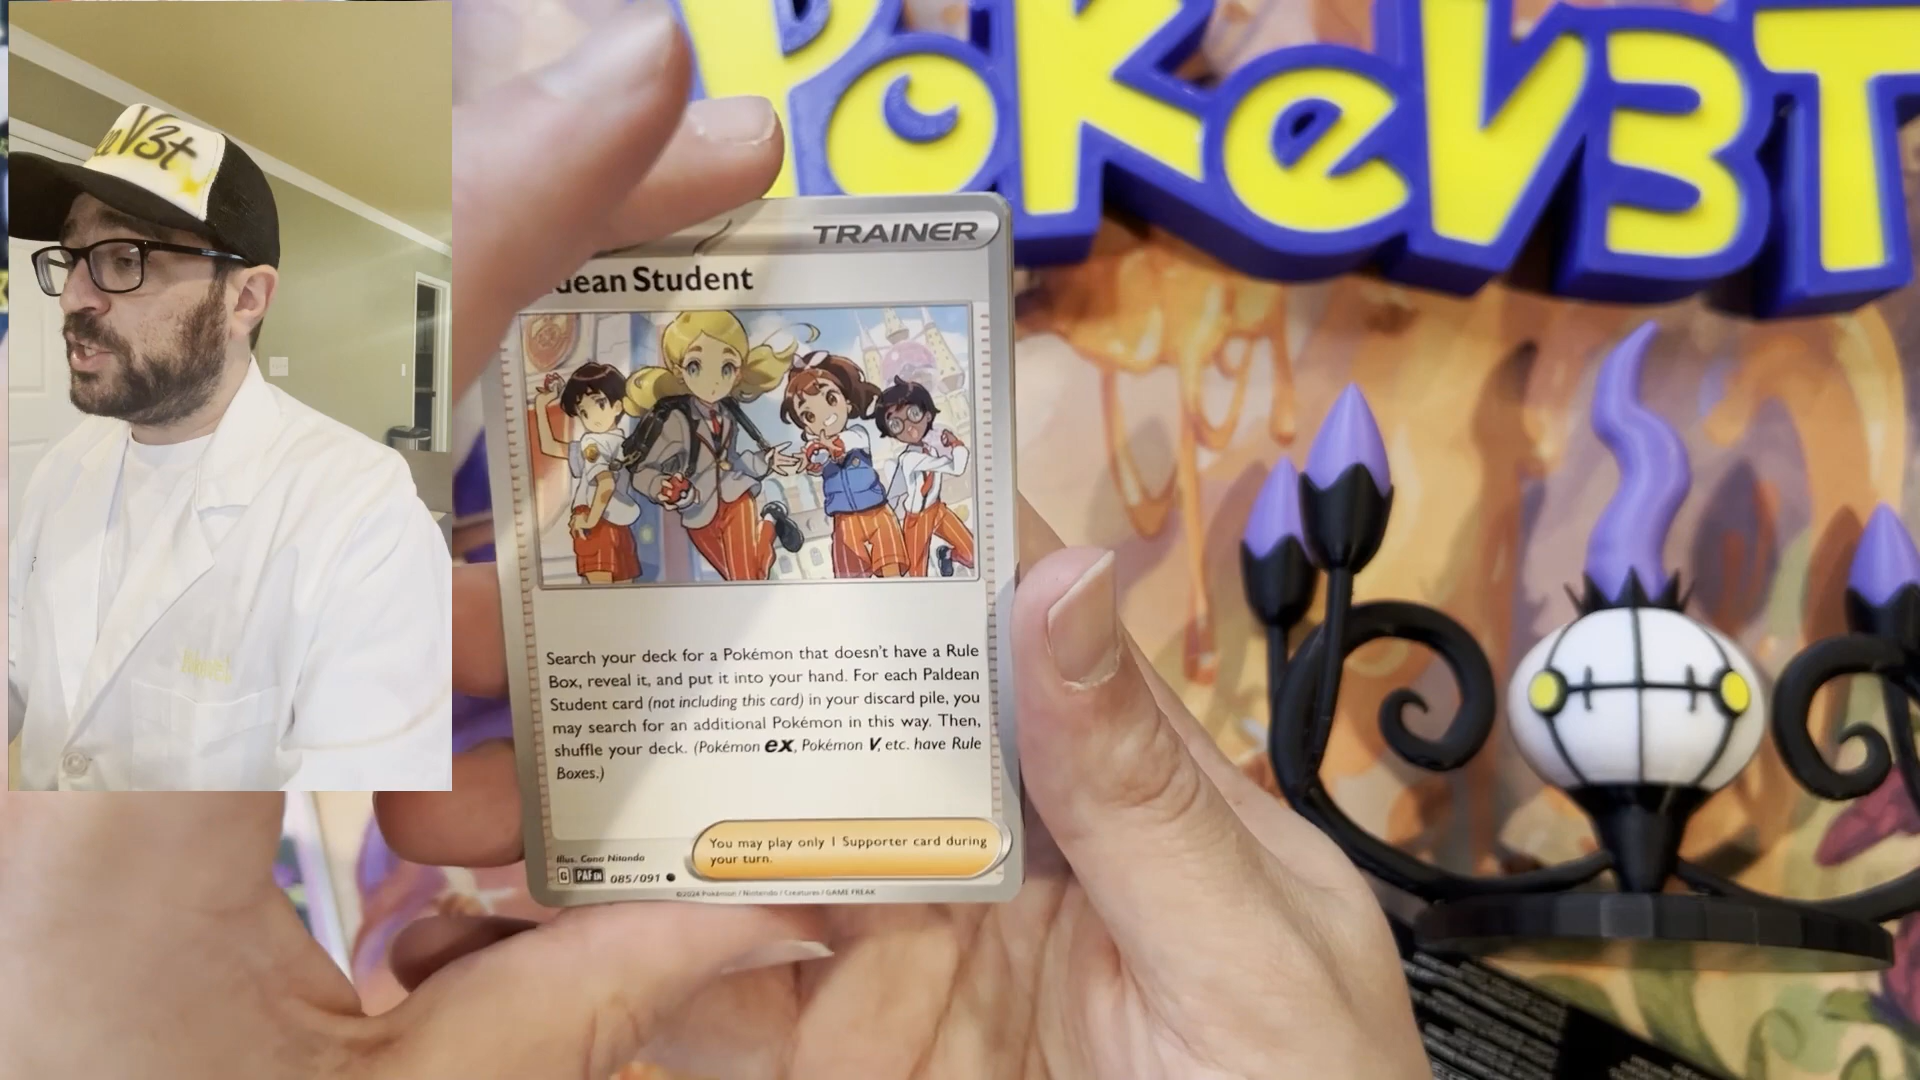 PoKeV3T
eV3t
TRAINER
dean Student
Search your deck for a Pokémon that doesn't have a Rule
Box, reveal it, and put it into your hand. For each Paldean
Student card (not including this card) in your discard pile, you
may search for an additional Pokémon in this way. Then,
shuffle your deck. (Pokémon ex, Pokémon V, etc. have Rule
Boxes.)
You may play only 1 Supporter card during
your turn.
Illus. Cona Nitanda
G PAF EN 085/091
©2024 Pokémon / Nintendo / Creatures / GAME FREAK